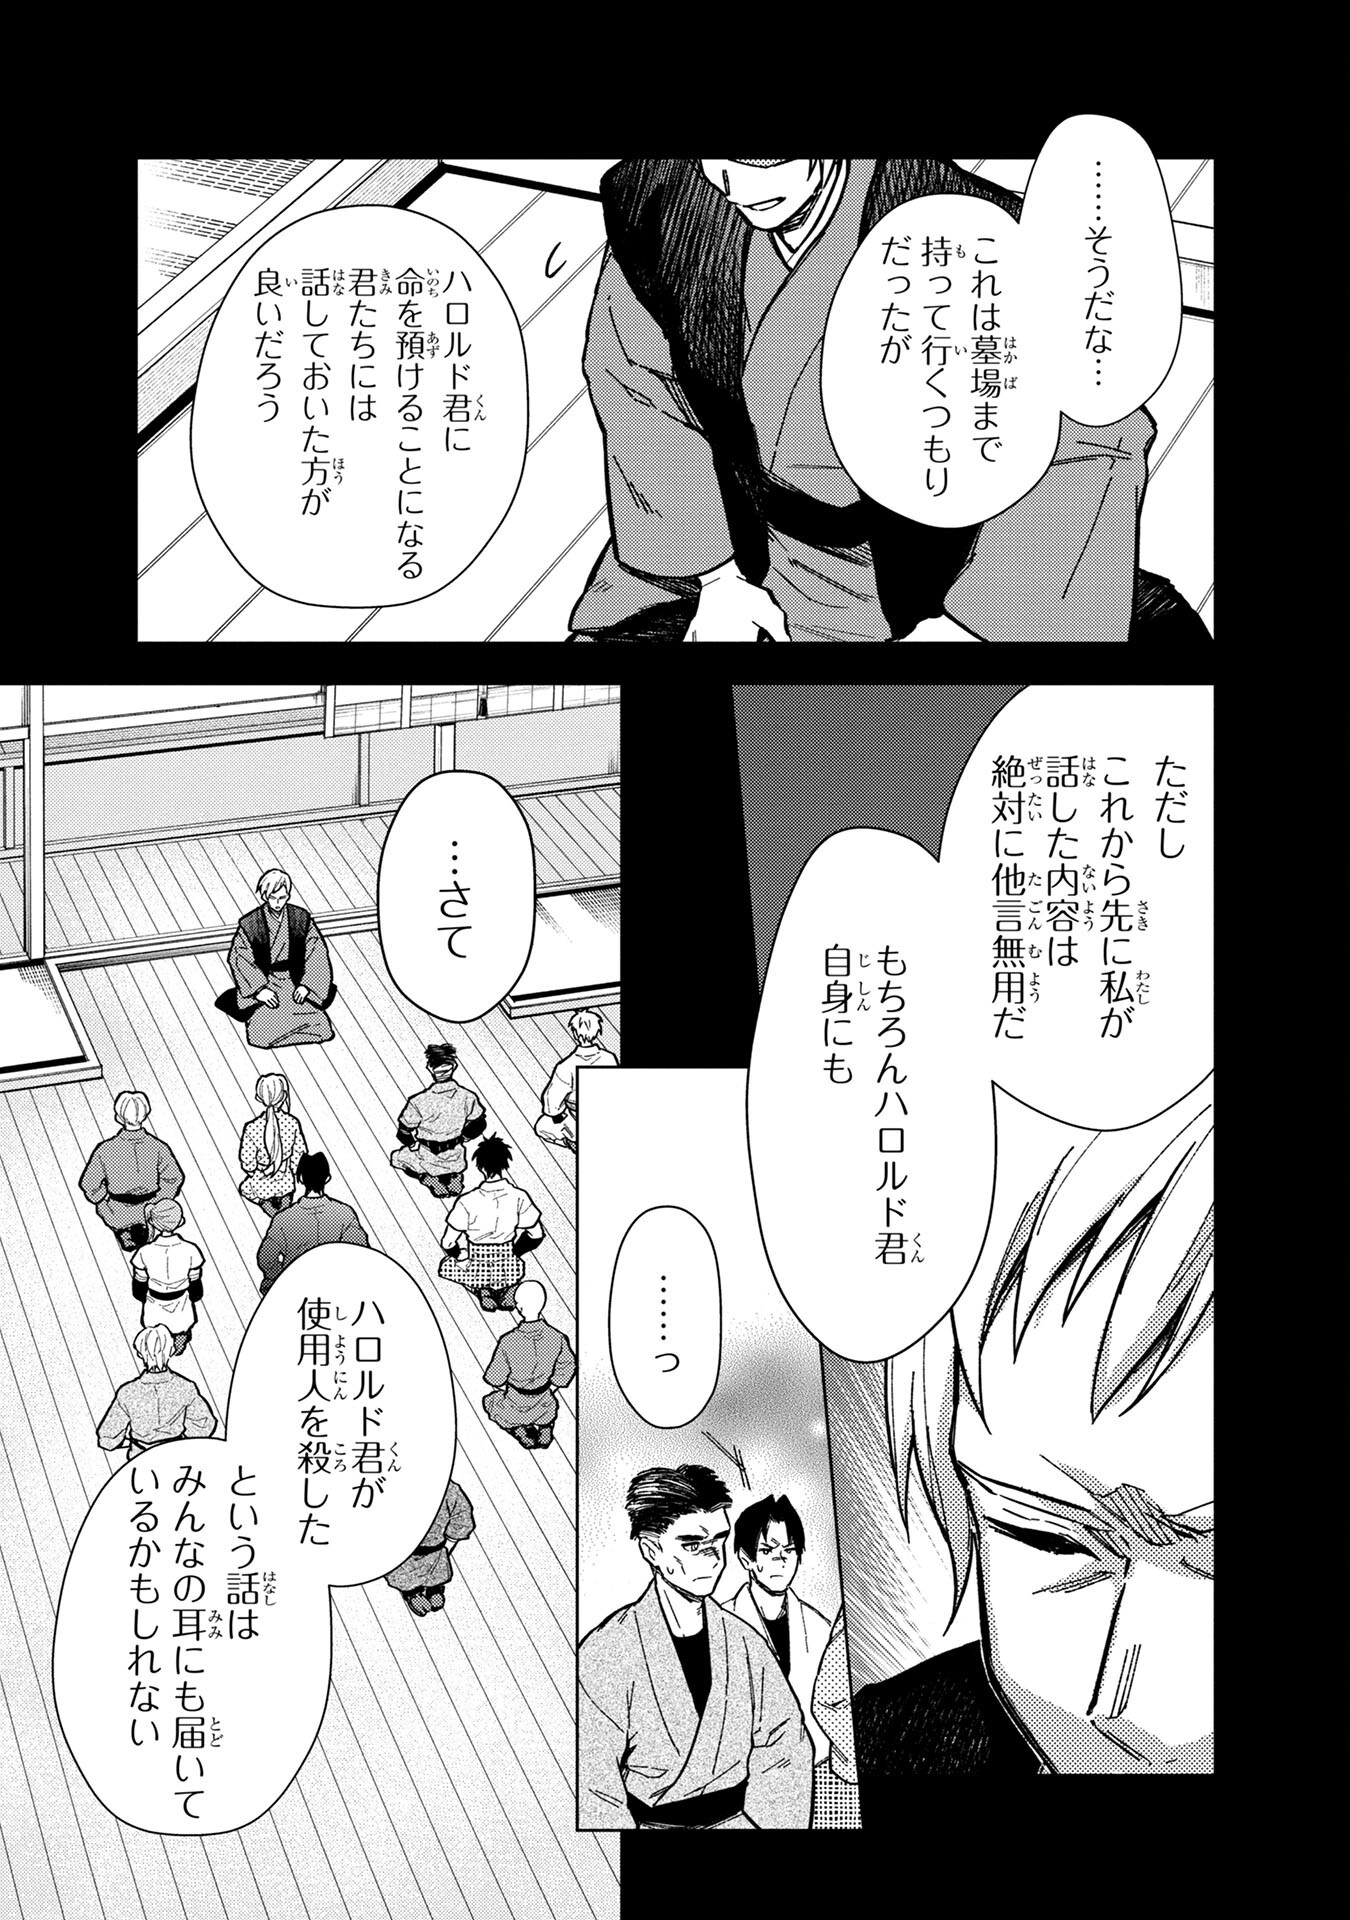 ……そうだな…
これは墓場まで
持って行くつもり
だったが
ハロルド君に
命を預けることになる
君たちには
話しておいた方が
良いだろう
ただし
これから先に私が
話した内容は
絶対に他言無用だ
もちろんハロルド君
自身にも
………っ
…さて
ハロルド君が
使用人を殺した
という話は
みんなの耳にも届いて
いるかもしれない